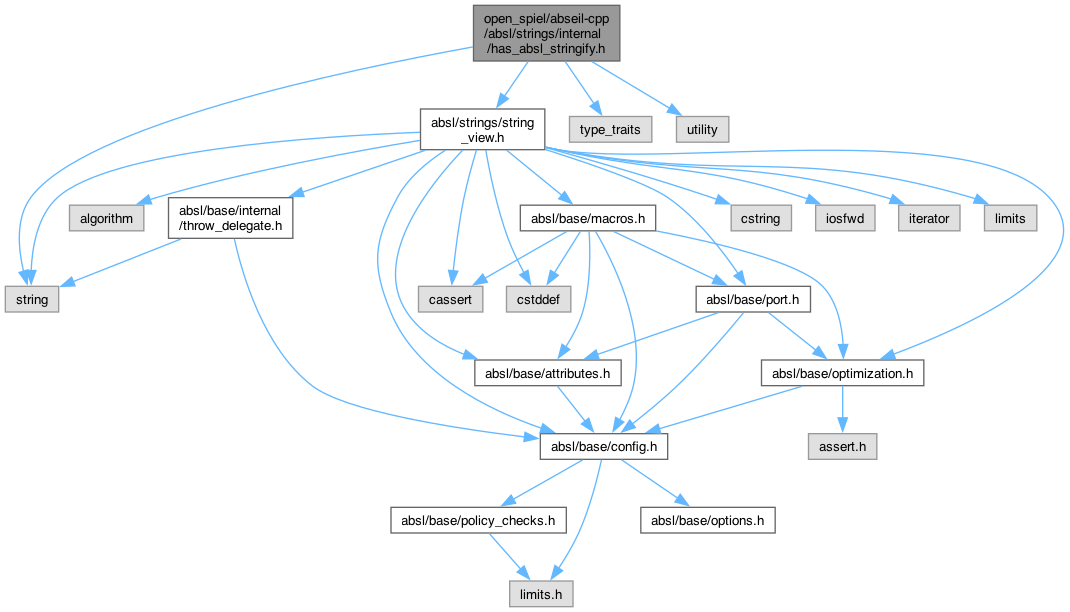 open_spiel/abseil-cpp
/absl/strings/internal
/has_absl_stringify.h
absl/strings/string
_view.h
type_traits
utility
algorithm
absl/base/internal
/throw_delegate.h
absl/base/macros.h
cstring
iosfwd
iterator
limits
string
cassert
cstddef
absl/base/port.h
absl/base/attributes.h
absl/base/optimization.h
absl/base/config.h
assert.h
absl/base/policy_checks.h
absl/base/options.h
limits.h